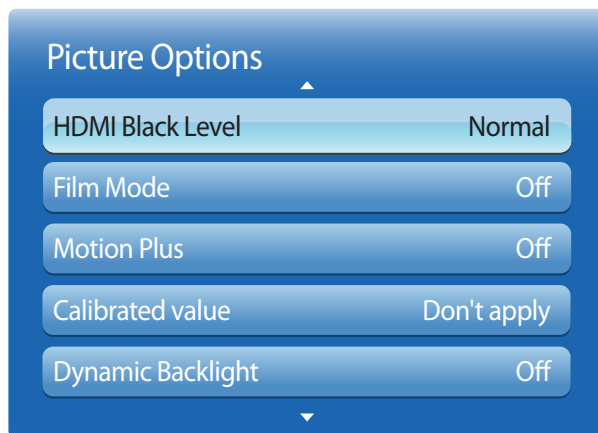 Picture Options
HDMI Black Level Normal
Film Mode Off
Motion Plus Off
Calibrated value Don't apply
Dynamic Backlight Off